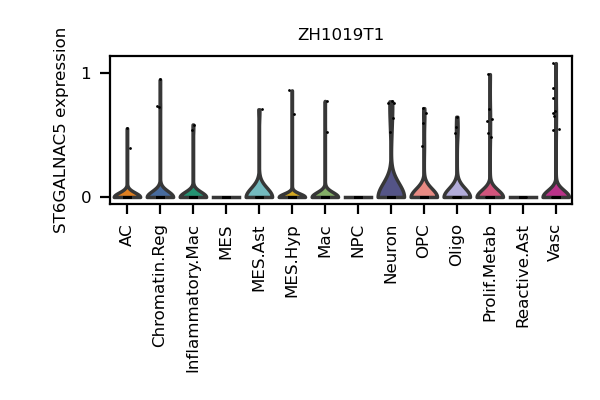 ZH1019T1
ST6GALNAC5 expression
1
0
AC
Chromatin.Reg
Inflammatory.Mac
MES
MES.Ast
MES.Hyp
Mac
NPC
Neuron
OPC
Oligo
Prolif.Metab
Reactive.Ast
Vasc